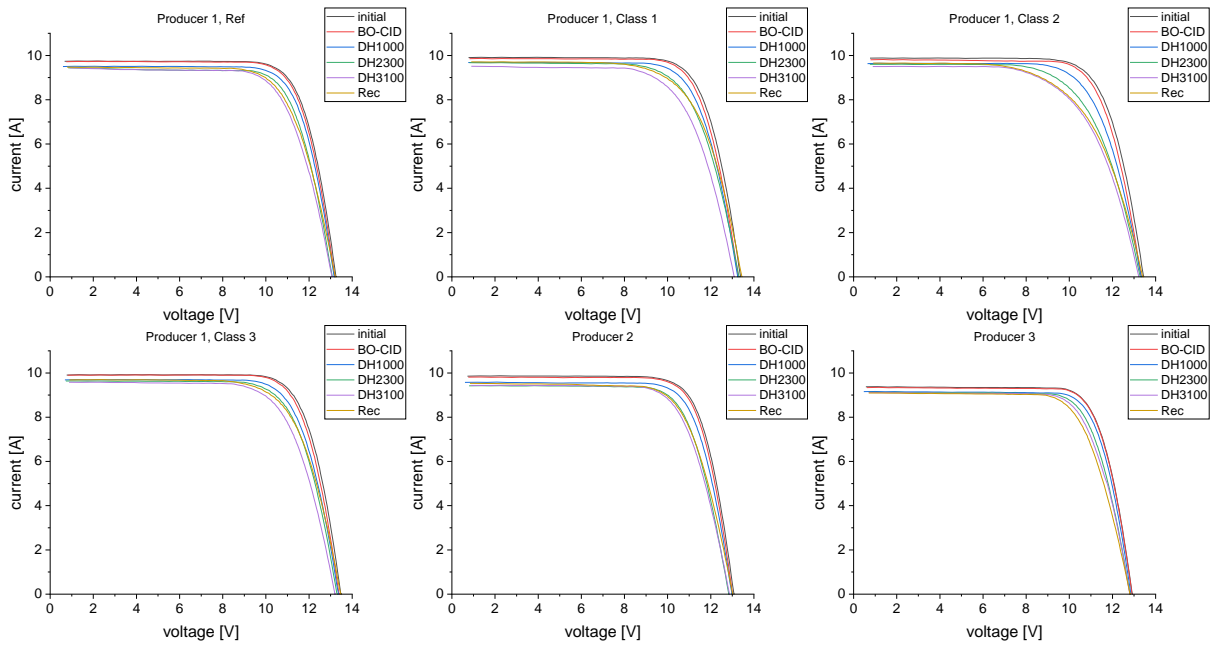 Producer 1, Ref
initial
BO-CID
DH1000
DH2300
DH3100
Rec
current [A]
10
8
6
4
2
0
0 2 4 6 8 10 12 14
voltage [V]
Producer 1, Class 1
initial
BO-CID
DH1000
DH2300
DH3100
Rec
current [A]
10
8
6
4
2
0
0 2 4 6 8 10 12 14
voltage [V]
Producer 1, Class 2
initial
BO-CID
DH1000
DH2300
DH3100
Rec
current [A]
10
8
6
4
2
0
0 2 4 6 8 10 12 14
voltage [V]
Producer 1, Class 3
initial
BO-CID
DH1000
DH2300
DH3100
Rec
current [A]
10
8
6
4
2
0
0 2 4 6 8 10 12 14
voltage [V]
Producer 2
initial
BO-CID
DH1000
DH2300
DH3100
Rec
current [A]
10
8
6
4
2
0
0 2 4 6 8 10 12 14
voltage [V]
Producer 3
initial
BO-CID
DH1000
DH2300
DH3100
Rec
current [A]
10
8
6
4
2
0
0 2 4 6 8 10 12 14
voltage [V]